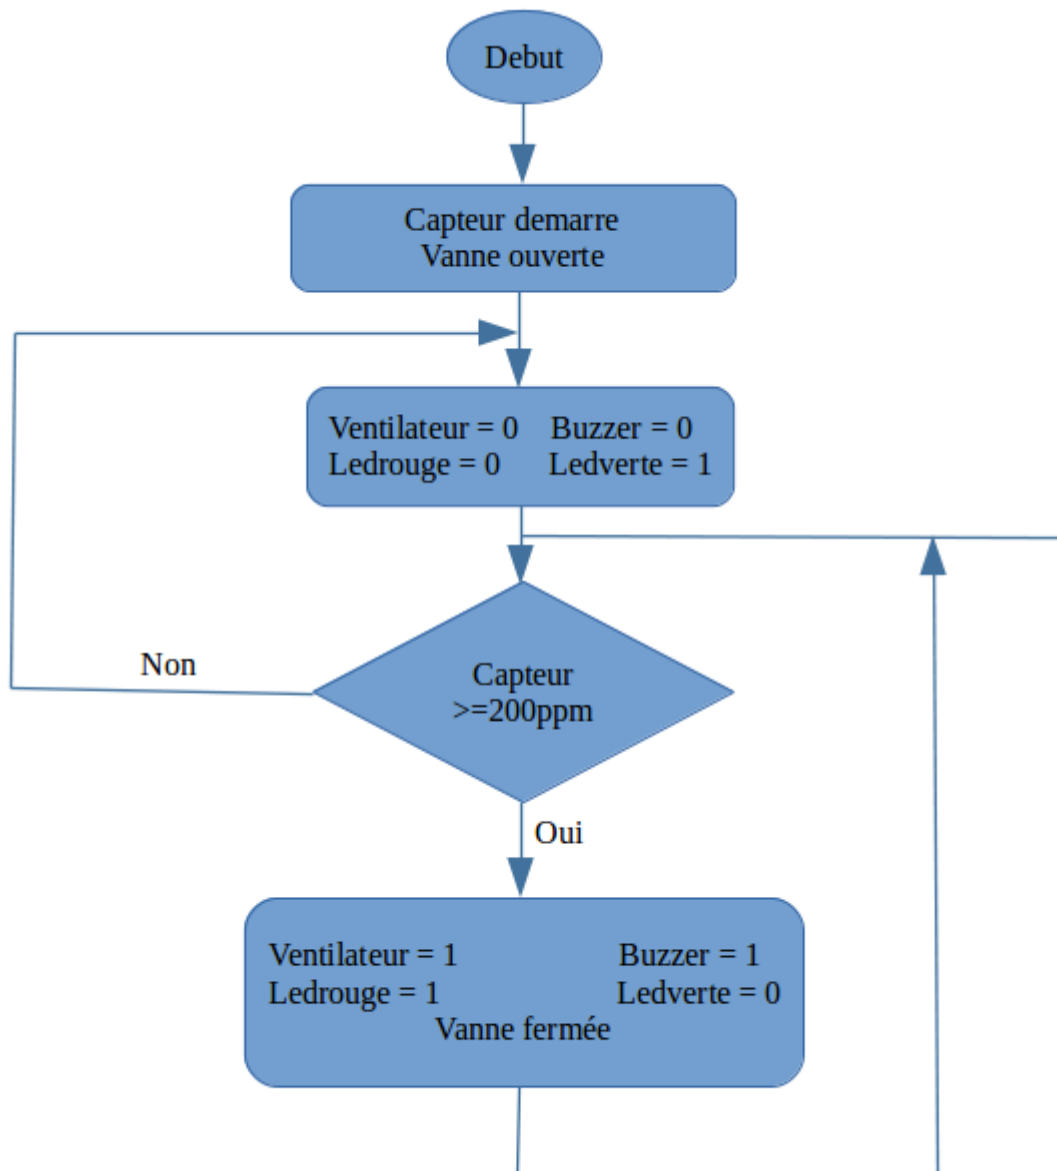 Debut
Capteur demarre
Vanne ouverte
Ventilateur = 0 Buzzer = 0
Ledrouge = 0 Ledverte = 1
Non
Capteur
>=200ppm
Oui
Ventilateur = 1 Buzzer = 1
Ledrouge = 1 Ledverte = 0
Vanne fermée